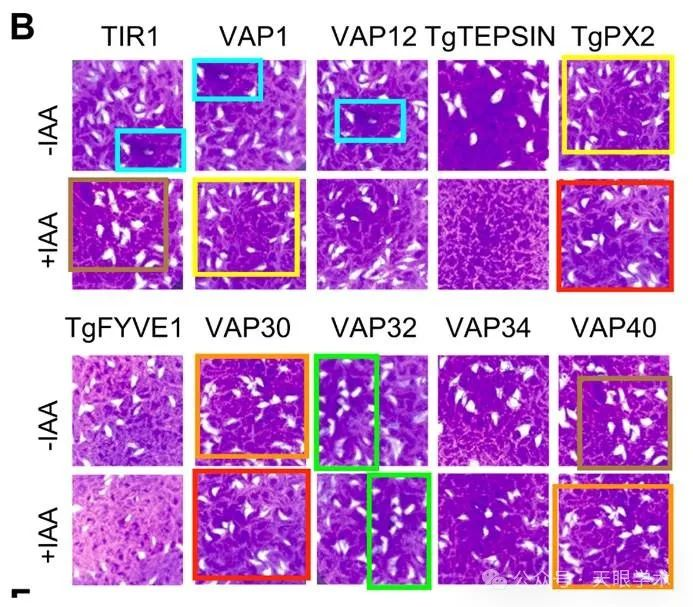 B
TIR1 VAP1 VAP12 TgTEPSIN TgPX2
-IAA
+IAA
TgFYVE1 VAP30 VAP32 VAP34 VAP40
-IAA
+IAA
公众号 · 天眼学术